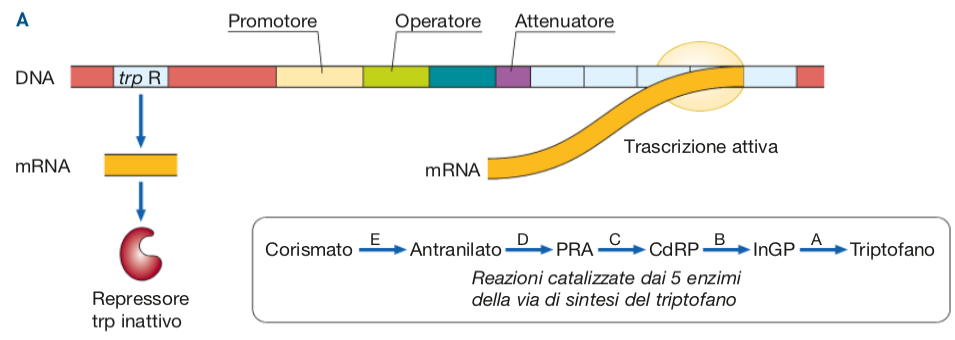 A
Promotore
Operatore
Attenuatore
DNA
trp R
mRNA
mRNA
Trascrizione attiva
Repressore
trp inattivo
Corismato E Antranilato D PRA C CdRP B InGP A Triptofano
Reazioni catalizzate dai 5 enzimi
della via di sintesi del triptofano